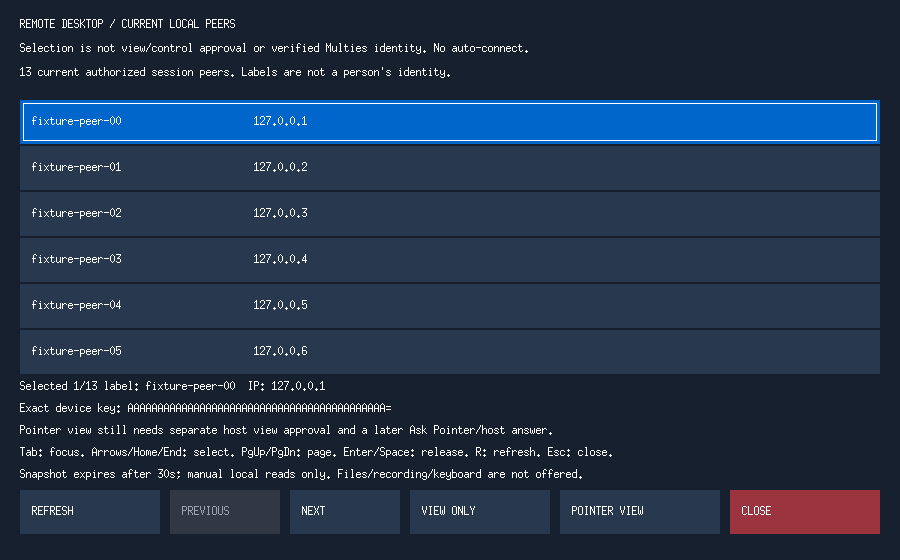 REMOTE DESKTOP / CURRENT LOCAL PEERS
Selection is not view/control approval or verified Multies identity. No auto-connect.
13 current authorized session peers. Labels are not a person's identity.
fixture-peer-00 127.0.0.1
fixture-peer-01 127.0.0.2
fixture-peer-02 127.0.0.3
fixture-peer-03 127.0.0.4
fixture-peer-04 127.0.0.5
fixture-peer-05 127.0.0.6
Selected 1/13 label: fixture-peer-00 IP: 127.0.0.1
Exact device key: AAAAAAAAAAAAAAAAAAAAAAAAAAAAAAAAAAAAAAAAAAA=
Pointer view still needs separate host view approval and a later Ask Pointer/host answer.
Tab: focus. Arrows/Home/End: select. PgUp/PgDn: page. Enter/Space: release. R: refresh. Esc: close.
Snapshot expires after 30s; manual local reads only. Files/recording/keyboard are not offered.
REFRESH PREVIOUS NEXT VIEW ONLY POINTER VIEW CLOSE